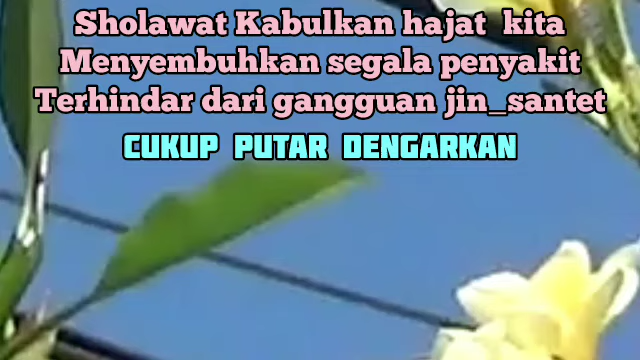 Sholawat Kabulkan hajat kita
Menyembuhkan segala penyakit
Terhindar dari gangguan jin_santet
CUKUP PUTAR DENGARKAN